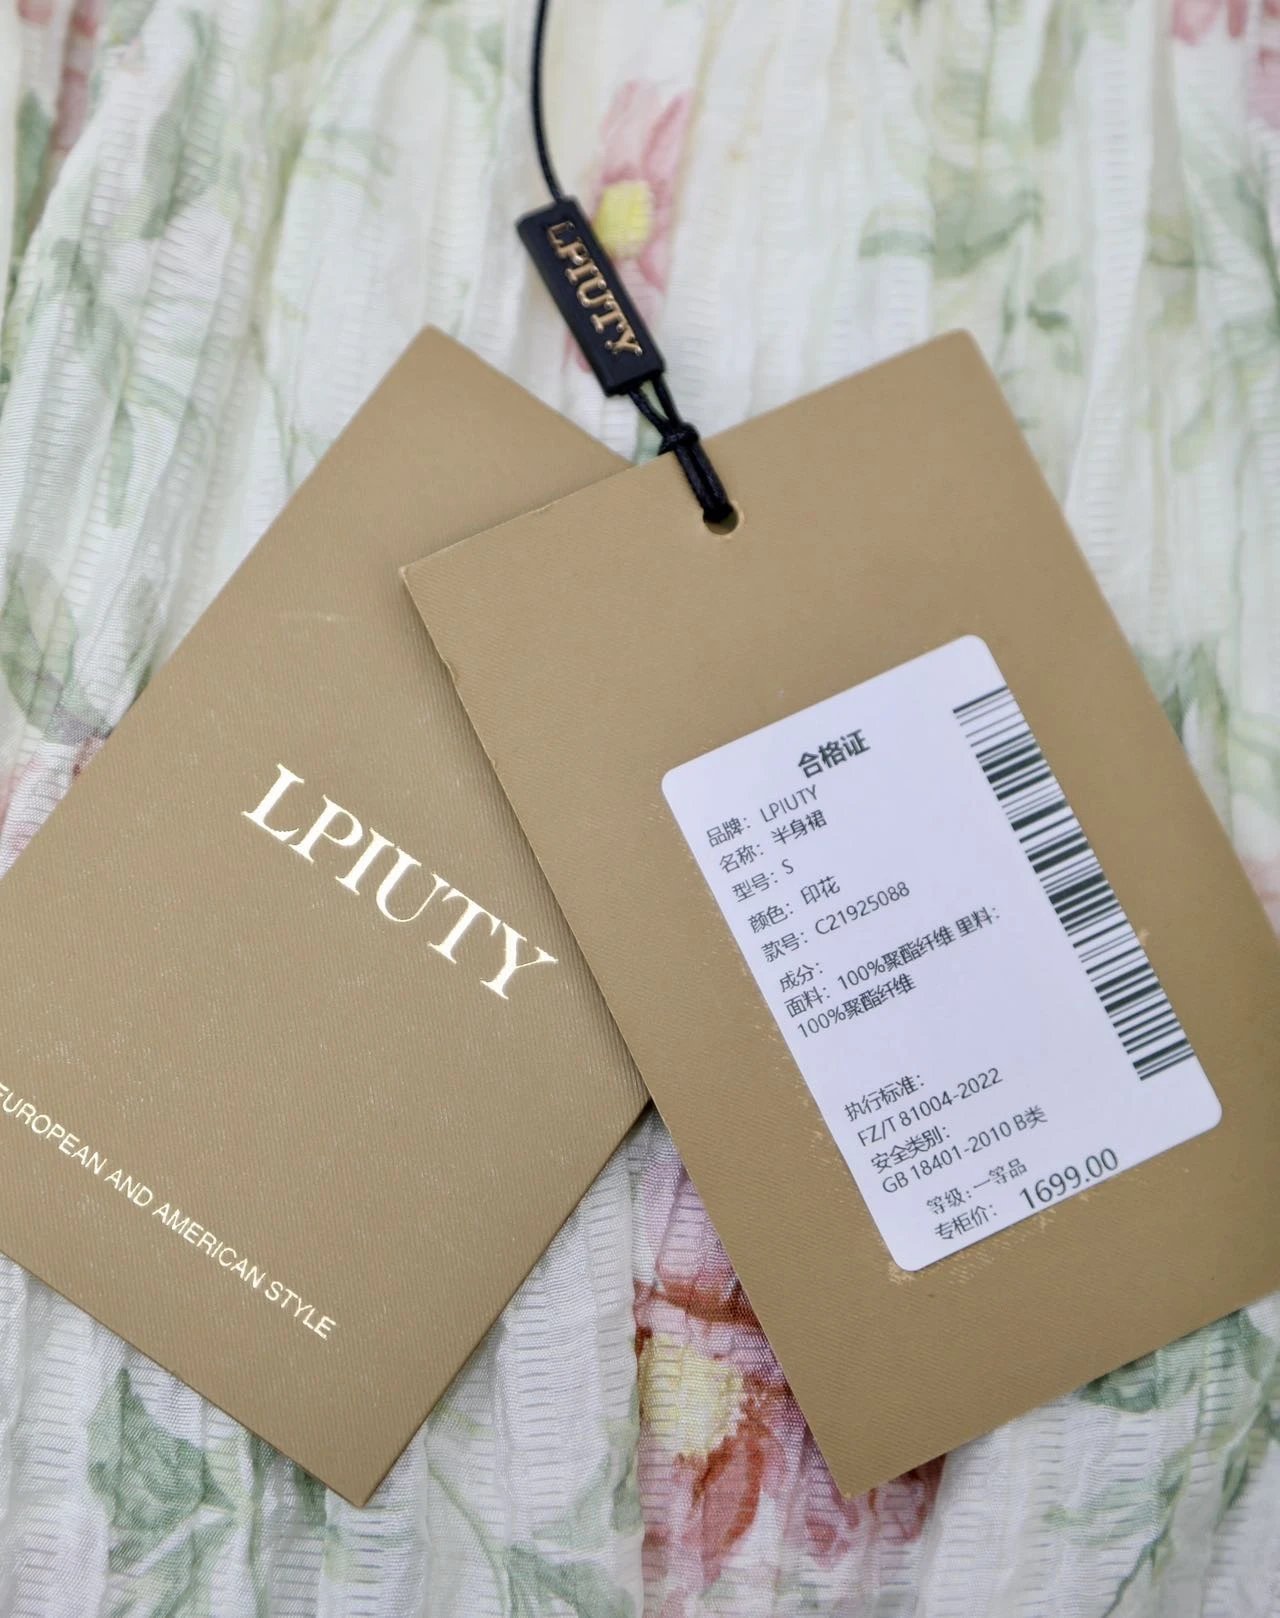 LPIUTY
LPIUTY
EUROPEAN AND AMERICAN STYLE
合格证
品牌：LPIUTY
名称：半身裙
型号：S
颜色：印花
款号：C21925088
成分：
面料：100%聚酯纤维 里料：
100%聚酯纤维
执行标准：
FZ/T 81004-2022
安全类别：
GB 18401-2010 B类
等级：一等品
专柜价：1699.00